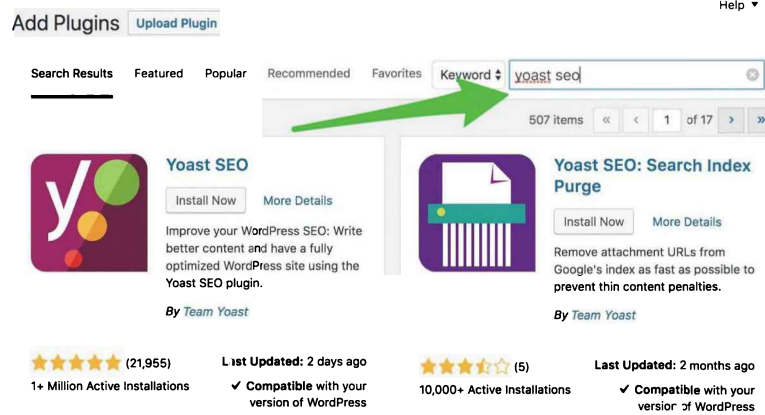 Help ▼
Add Plugins Upload Plugin
Search Results Featured Popular Recommended Favorites Keyword yoast seo
507 items « ‹ 1 of 17 › »
Yoast SEO
Install Now More Details
Improve your WordPress SEO: Write
better content and have a fully
optimized WordPress site using the
Yoast SEO plugin.
By Team Yoast
(21,955)
1+ Million Active Installations
Last Updated: 2 days ago
✔ Compatible with your
version of WordPress
Yoast SEO: Search Index
Purge
Install Now More Details
Remove attachment URLs from
Google's index as fast as possible to
prevent thin content penalties.
By Team Yoast
(5)
10,000+ Active Installations
Last Updated: 2 months ago
✔ Compatible with your
version of WordPress